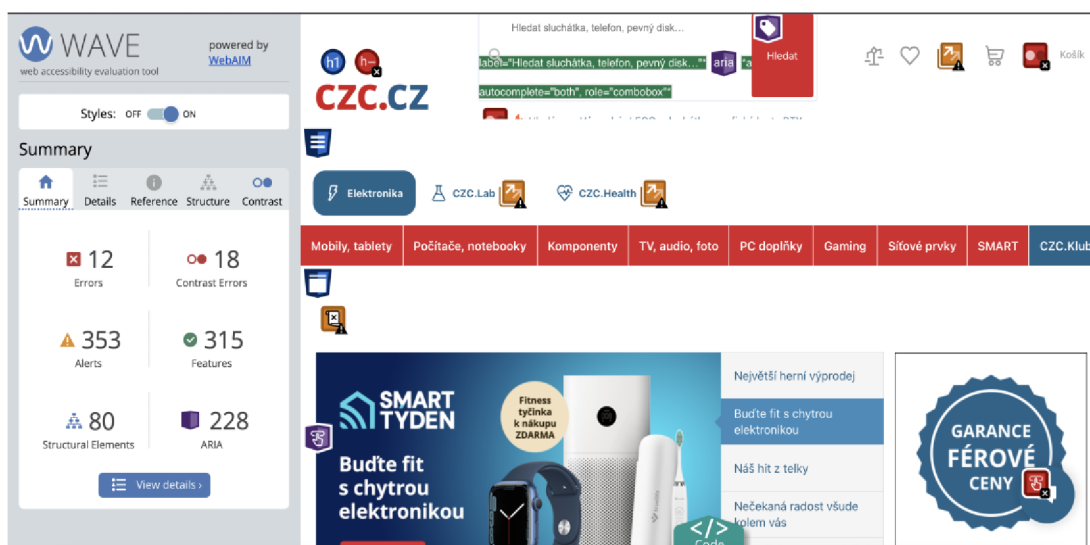 WAVE
web accessibility evaluation tool
powered by
WebAIM
Styles: OFF ON
Summary
Summary Details Reference Structure Contrast
12
Errors
18
Contrast Errors
353
Alerts
315
Features
80
Structural Elements
228
ARIA
View details ›
h1 h-
CZC.CZ
Hledat sluchátka, telefon, pevný disk...
label="Hledat sluchátka, telefon, pevný disk..."* aria *a
autocomplete="both", role="combobox"*
Hledat
Košík
Elektronika
CZC.Lab
CZC.Health
Mobily, tablety Počítače, notebooky Komponenty TV, audio, foto PC doplňky Gaming Síťové prvky SMART CZC.Klub
SMART
TÝDEN
Fitness
tyčinka
k nákupu
ZDARMA
Buďte fit
s chytrou
elektronikou
Největší herní výprodej
Buďte fit s chytrou
elektronikou
Náš hit z telky
Nečekaná radost všude
kolem vás
</>
Code
GARANCE
FÉROVÉ
CENY